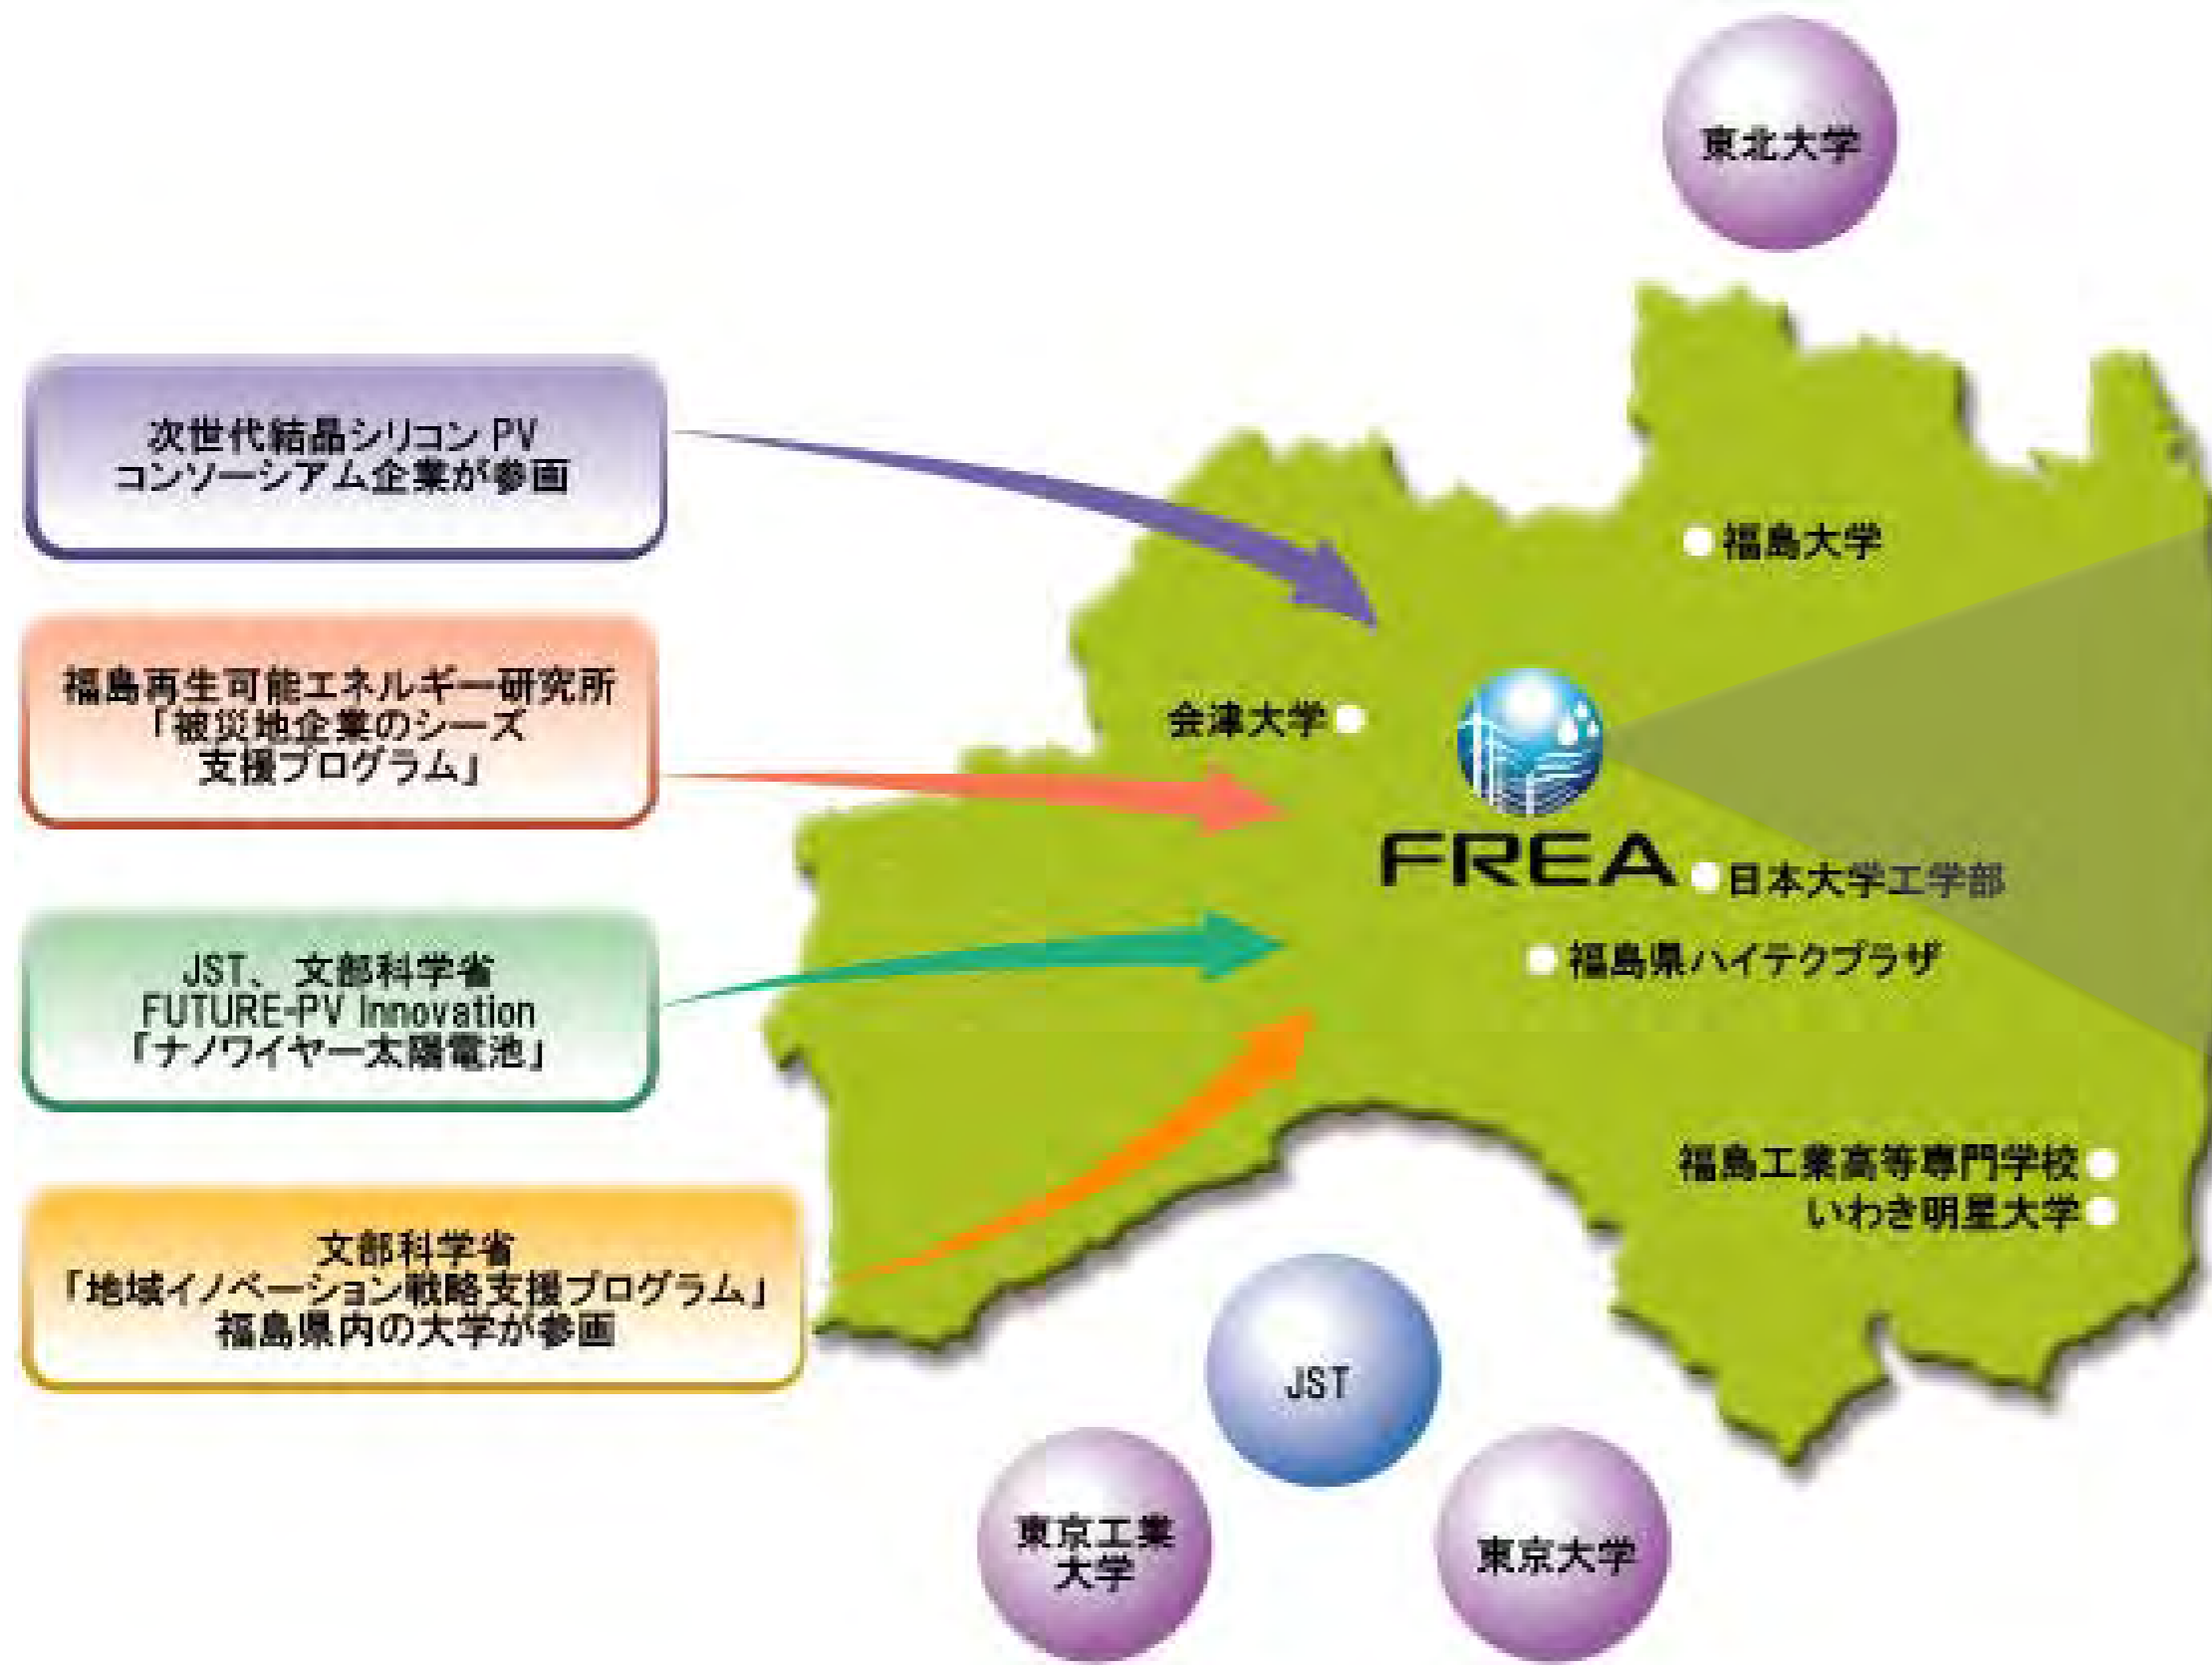 東北大学
次世代結晶シリコン PV
コンソーシアム企業が参画
福島再生可能エネルギー研究所
「被災地企業のシーズ
支援プログラム」
JST、文部科学省
FUTURE-PV Innovation
「ナノワイヤー太陽電池」
文部科学省
「地域イノベーション戦略支援プログラム」
福島県内の大学が参画
福島大学
会津大学
FREA
日本大学工学部
福島県ハイテクプラザ
福島工業高等専門学校
いわき明星大学
JST
東京工業
大学
東京大学